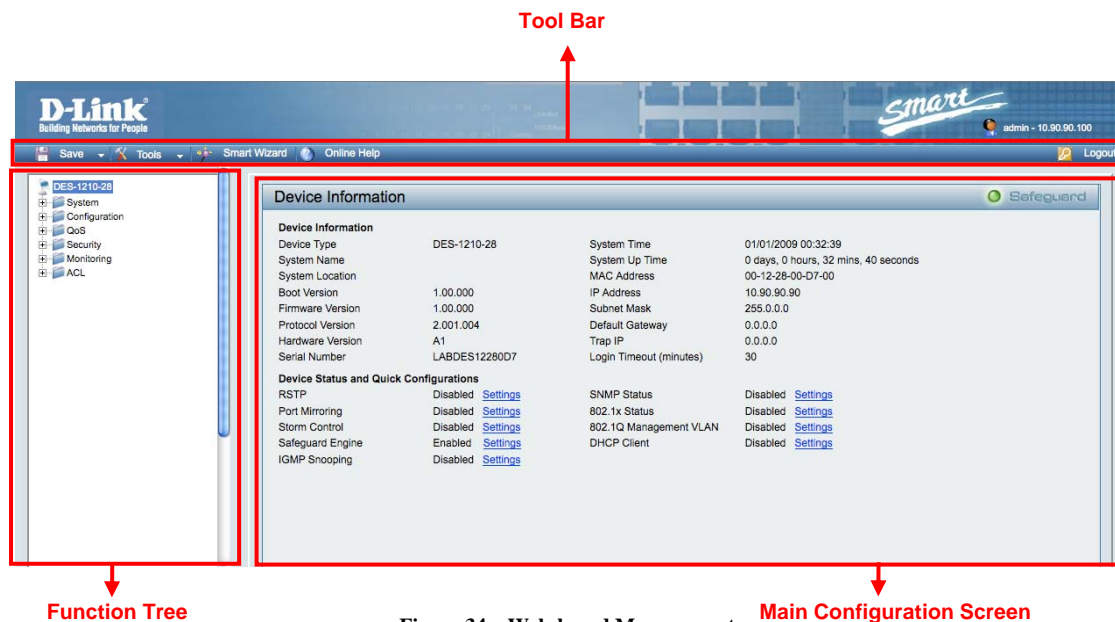 Tool Bar
D-Link
Building Networks for People
smart
admin - 10.90.90.100
Save Tools Smart Wizard Online Help Logout
DES-1210-28
System
Configuration
QoS
Security
Monitoring
ACL
Device Information
Safeguard
Device Information
Device Type DES-1210-28 System Time 01/01/2009 00:32:39
System Name System Up Time 0 days, 0 hours, 32 mins, 40 seconds
System Location MAC Address 00-12-28-00-D7-00
Boot Version 1.00.000 IP Address 10.90.90.90
Firmware Version 1.00.000 Subnet Mask 255.0.0.0
Protocol Version 2.001.004 Default Gateway 0.0.0.0
Hardware Version A1 Trap IP 0.0.0.0
Serial Number LABDES12280D7 Login Timeout (minutes) 30
Device Status and Quick Configurations
RSTP Disabled Settings SNMP Status Disabled Settings
Port Mirroring Disabled Settings 802.1x Status Disabled Settings
Storm Control Disabled Settings 802.1Q Management VLAN Disabled Settings
Safeguard Engine Enabled Settings DHCP Client Disabled Settings
IGMP Snooping Disabled Settings
Function Tree
Main Configuration Screen